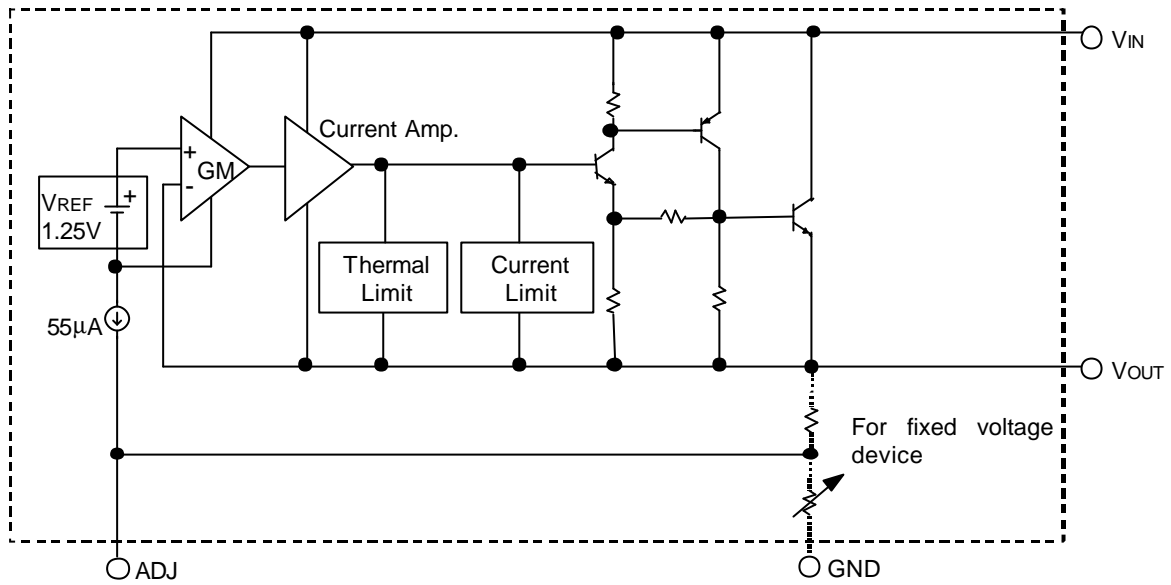 VIN
Current Amp.
+
GM
-
VREF
+
1.25V
Thermal
Limit
Current
Limit
55μA
VOUT
For fixed voltage
device
ADJ
GND